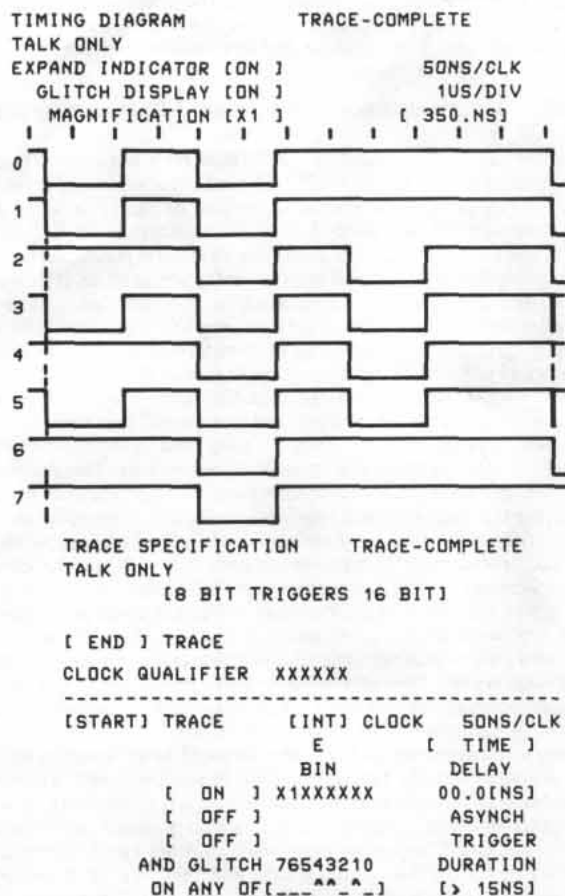 TIMING DIAGRAM TRACE-COMPLETE
TALK ONLY
EXPAND INDICATOR [ON ] 50NS/CLK
GLITCH DISPLAY [ON ] 1US/DIV
MAGNIFICATION [X1 ] [ 350.NS]
0
1
2
3
4
5
6
7
TRACE SPECIFICATION TRACE-COMPLETE
TALK ONLY
[8 BIT TRIGGERS 16 BIT]
[ END ] TRACE
CLOCK QUALIFIER XXXXXX
[START] TRACE [INT] CLOCK 50NS/CLK
E [ TIME ]
BIN DELAY
[ ON ] X1XXXXXX 00.0[NS]
[ OFF ] ASYNCH
[ OFF ] TRIGGER
AND GLITCH 76543210 DURATION
ON ANY OF[___^^_^_] [> 15NS]